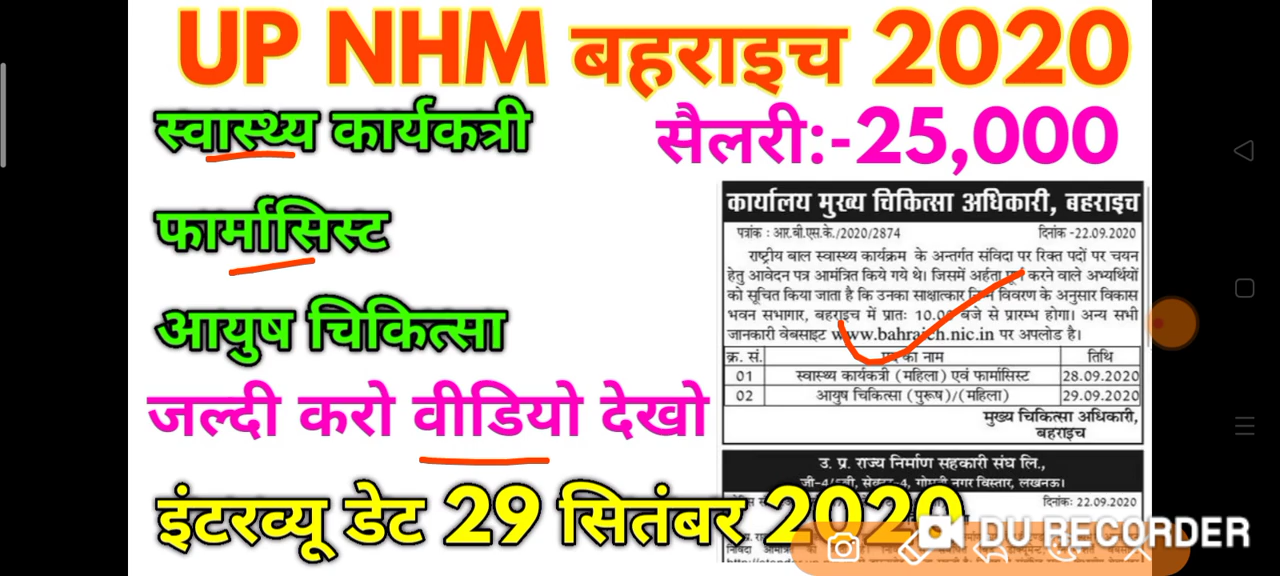 UP NHM बहराइच 2020
स्वास्थ्य कार्यकत्री
सैलरी:-25,000
फार्मासिस्ट
आयुष चिकित्सा
जल्दी करो वीडियो देखो
इंटरव्यू डेट 29 सितंबर 2020
कार्यालय मुख्य चिकित्सा अधिकारी, बहराइच
पत्रांक : आर.बी.एस.के./2020/2874 दिनांक -22.09.2020
राष्ट्रीय बाल स्वास्थ्य कार्यक्रम के अन्तर्गत संविदा पर रिक्त पदों पर चयन
हेतु आवेदन पत्र आमंत्रित किये गये थे। जिसमें अर्हता पूर्ण करने वाले अभ्यर्थियों
को सूचित किया जाता है कि उनका साक्षात्कार निम्न विवरण के अनुसार विकास
भवन सभागार, बहराइच में प्रातः 10.00 बजे से प्रारम्भ होगा। अन्य सभी
जानकारी वेबसाइट www.bahraich.nic.in पर अपलोड है।
क्र. सं. पद का नाम तिथि
01 स्वास्थ्य कार्यकत्री (महिला) एवं फार्मासिस्ट 28.09.2020
02 आयुष चिकित्सा (पुरूष)/(महिला) 29.09.2020
मुख्य चिकित्सा अधिकारी,
बहराइच
उ. प्र. राज्य निर्माण सहकारी संघ लि.,
सेक्टर-4, गोमती नगर विस्तार, लखनऊ।
दिनांकः 22.09.2020
DU RECORDER